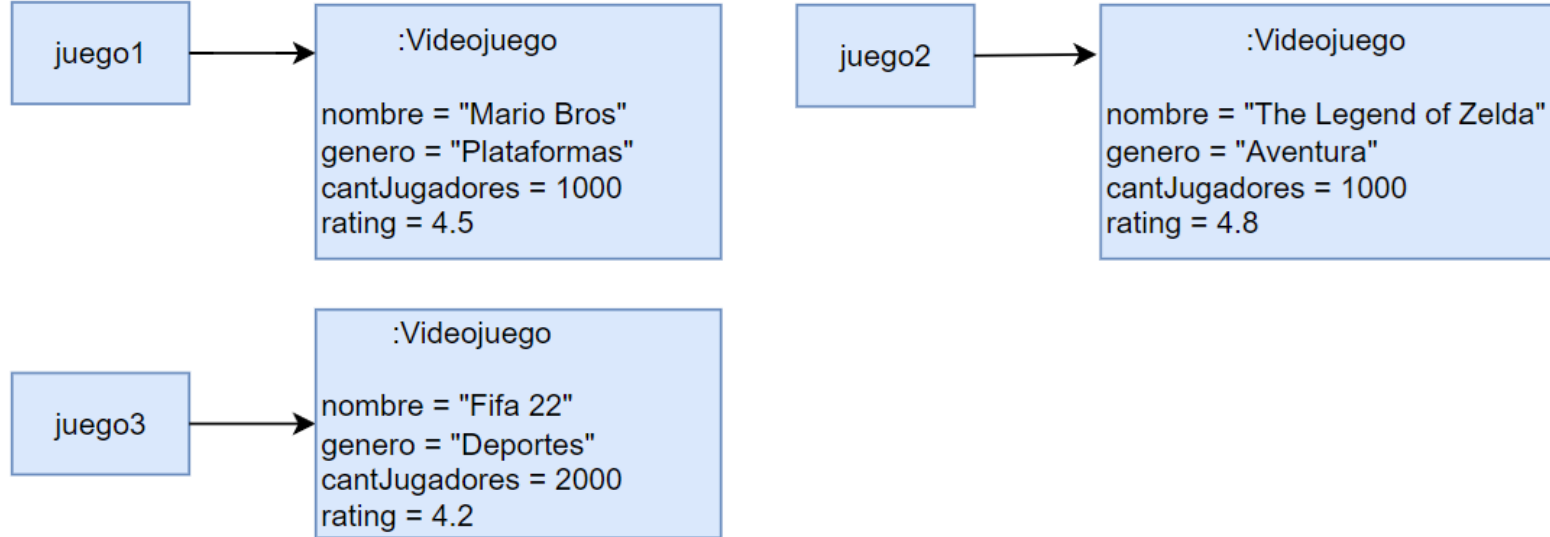 juego1
:Videojuego
nombre = "Mario Bros"
genero = "Plataformas"
cantJugadores = 1000
rating = 4.5
juego2
:Videojuego
nombre = "The Legend of Zelda"
genero = "Aventura"
cantJugadores = 1000
rating = 4.8
juego3
:Videojuego
nombre = "Fifa 22"
genero = "Deportes"
cantJugadores = 2000
rating = 4.2